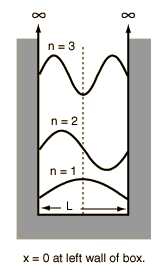 ∞ ∞
n = 3
n = 2
n = 1
L
x = 0 at left wall of box.